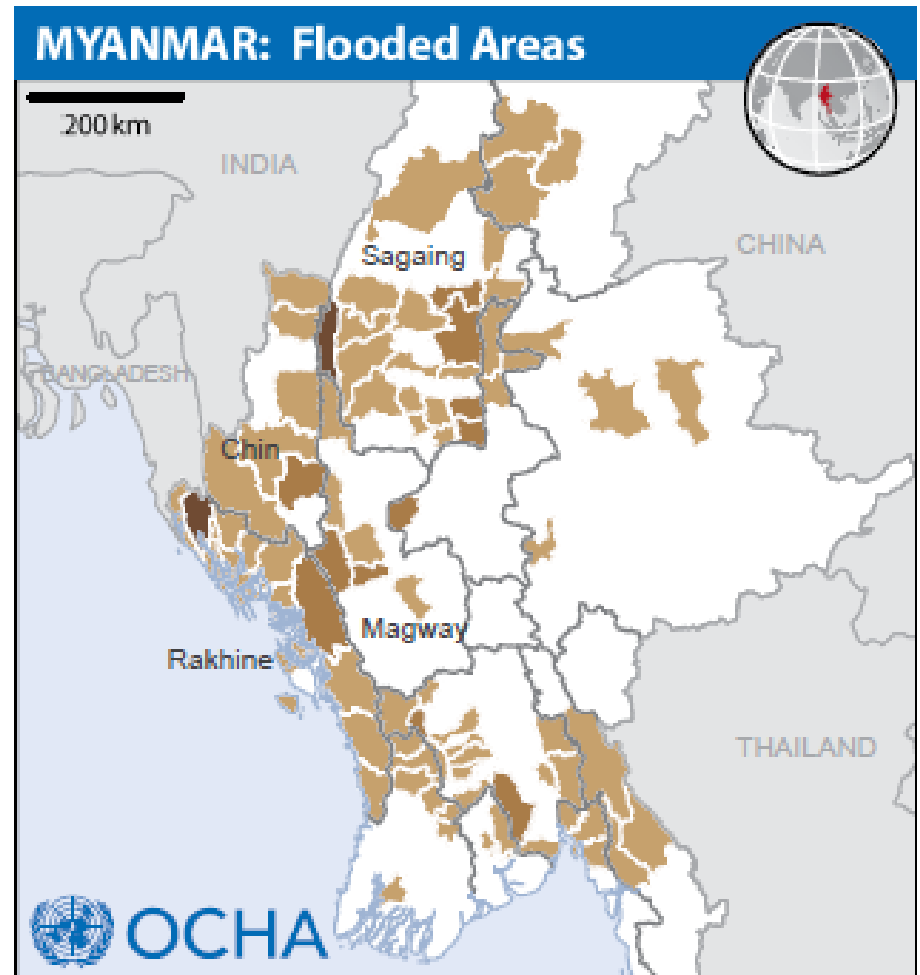 MYANMAR: Flooded Areas
200 km
INDIA
Sagaing
CHINA
BANGLADESH
Chin
Magway
Rakhine
THAILAND
OCHA